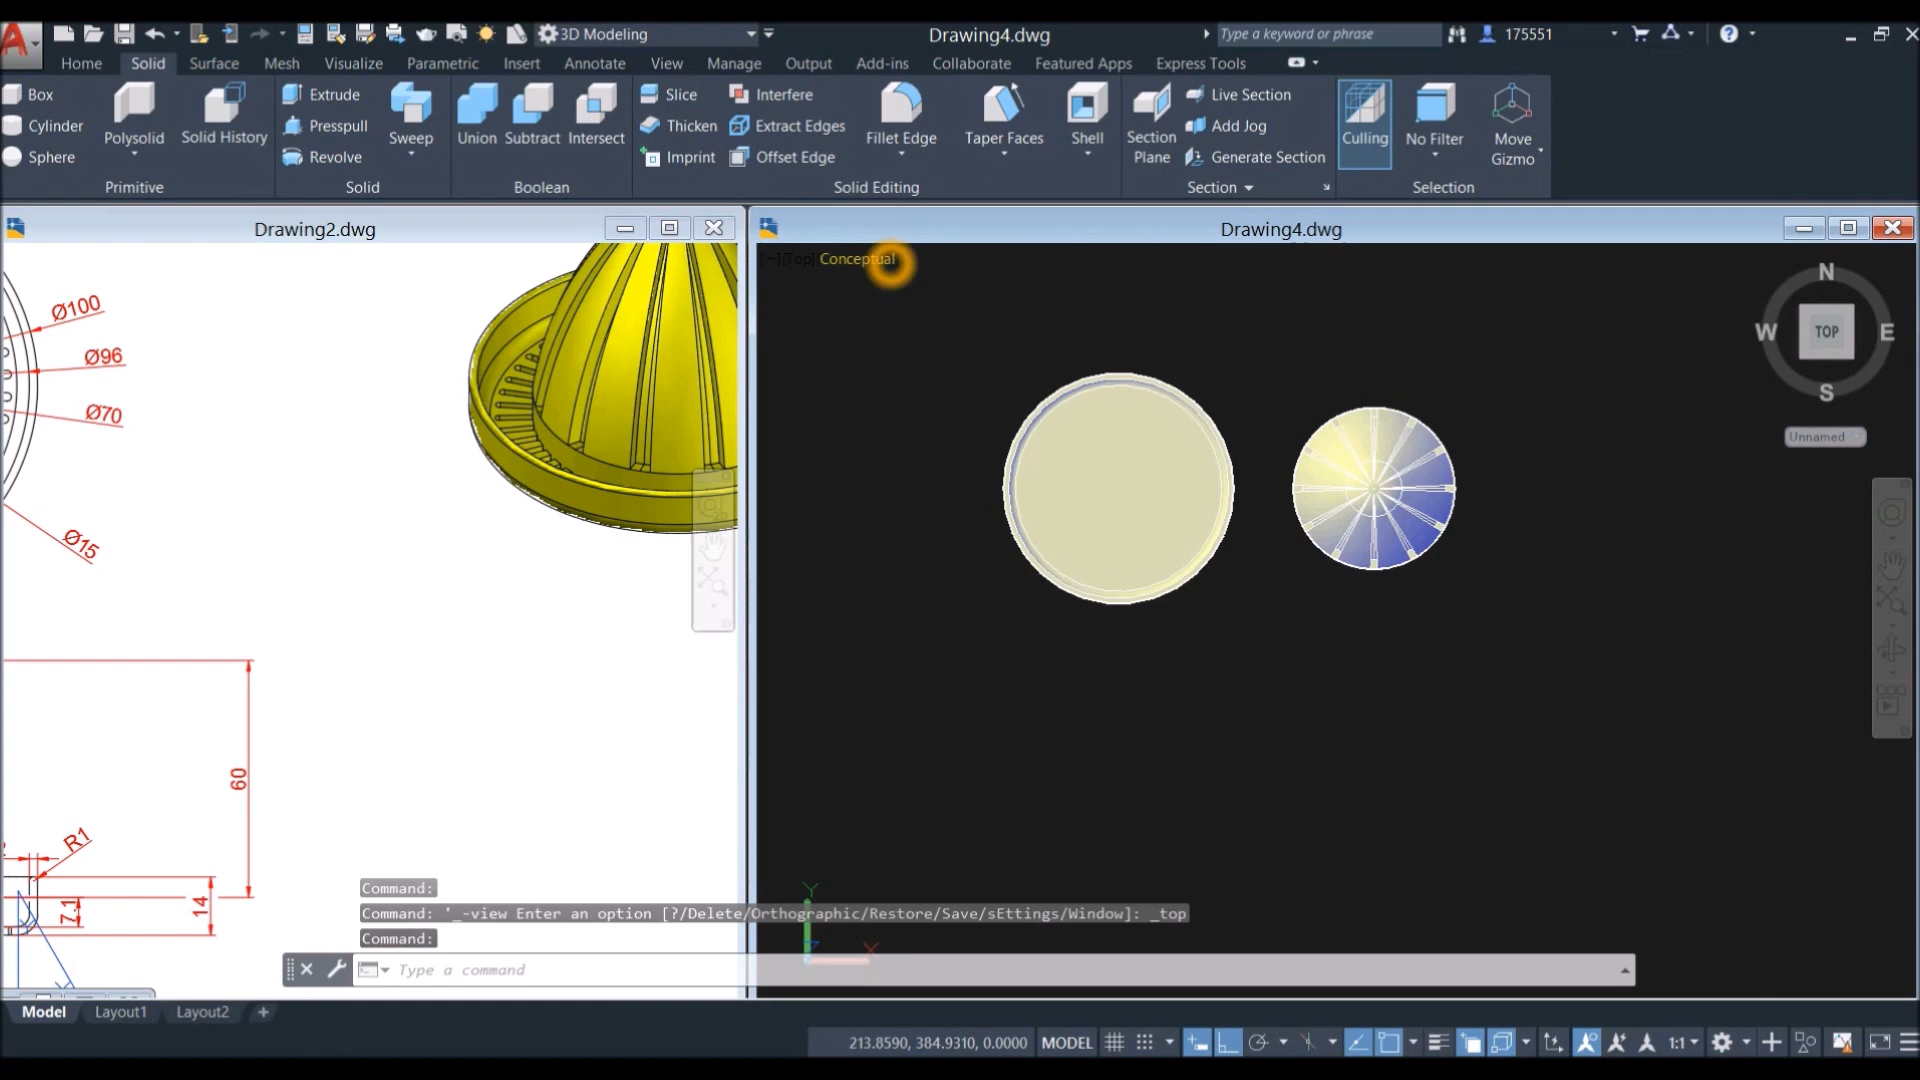 3D Modeling
Drawing4.dwg
Type a keyword or phrase
175551
Home Solid Surface Mesh Visualize Parametric Insert Annotate View Manage Output Add-ins Collaborate Featured Apps Express Tools
Box
Cylinder
Sphere
Polysolid
Solid History
Primitive
Extrude
Presspull
Revolve
Sweep
Solid
Union
Subtract
Intersect
Boolean
Slice
Thicken
Imprint
Interfere
Extract Edges
Offset Edge
Fillet Edge
Taper Faces
Shell
Solid Editing
Section
Plane
Live Section
Add Jog
Generate Section
Section
Culling
No Filter
Move
Gizmo
Selection
Drawing2.dwg
Drawing4.dwg
[−][Top] Conceptual
N
W
TOP
E
S
Unnamed
Ø100
Ø96
Ø70
Ø15
60
R1
14
7.1
Y
X
Command:
Command: '_-view Enter an option [?/Delete/Orthographic/Restore/Save/sEttings/Window]: _top
Command:
Type a command
Model Layout1 Layout2 +
213.8590, 384.9310, 0.0000 MODEL 1:1